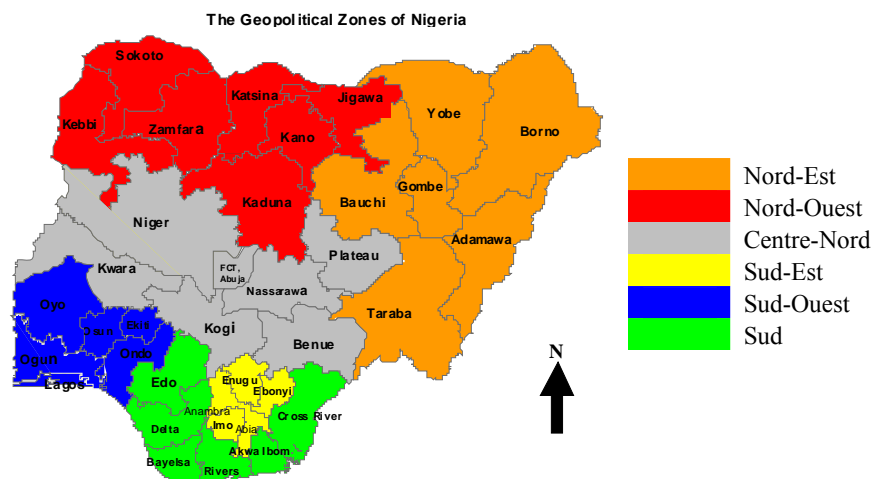 The Geopolitical Zones of Nigeria
Sokoto
Katsina
Jigawa
Yobe
Borno
Kebbi
Zamfara
Kano
Gombe
Bauchi
Kaduna
Niger
Adamawa
Plateau
FCT,
Abuja
Kwara
Nassarawa
Taraba
Oyo
Kogi
Benue
Osun
Ekiti
Ondo
Ogun
Lagos
Edo
Enugu
Ebonyi
Anambra
Cross River
Imo
Abia
Delta
Akwa Ibom
Bayelsa
Rivers
Nord-Est
Nord-Ouest
Centre-Nord
Sud-Est
Sud-Ouest
Sud
N